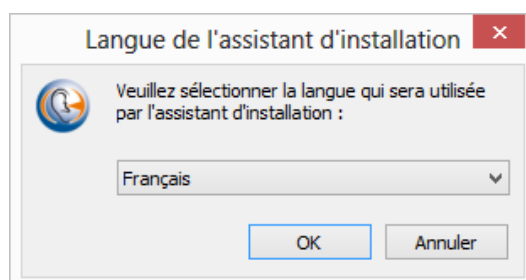 Langue de l'assistant d'installation
Veuillez sélectionner la langue qui sera utilisée
par l'assistant d'installation :
Français
OK Annuler